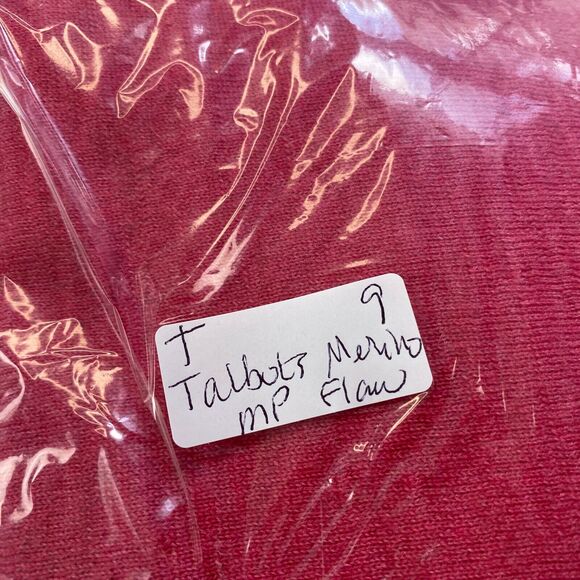 T 9
Talbots Merino
MP Flaw